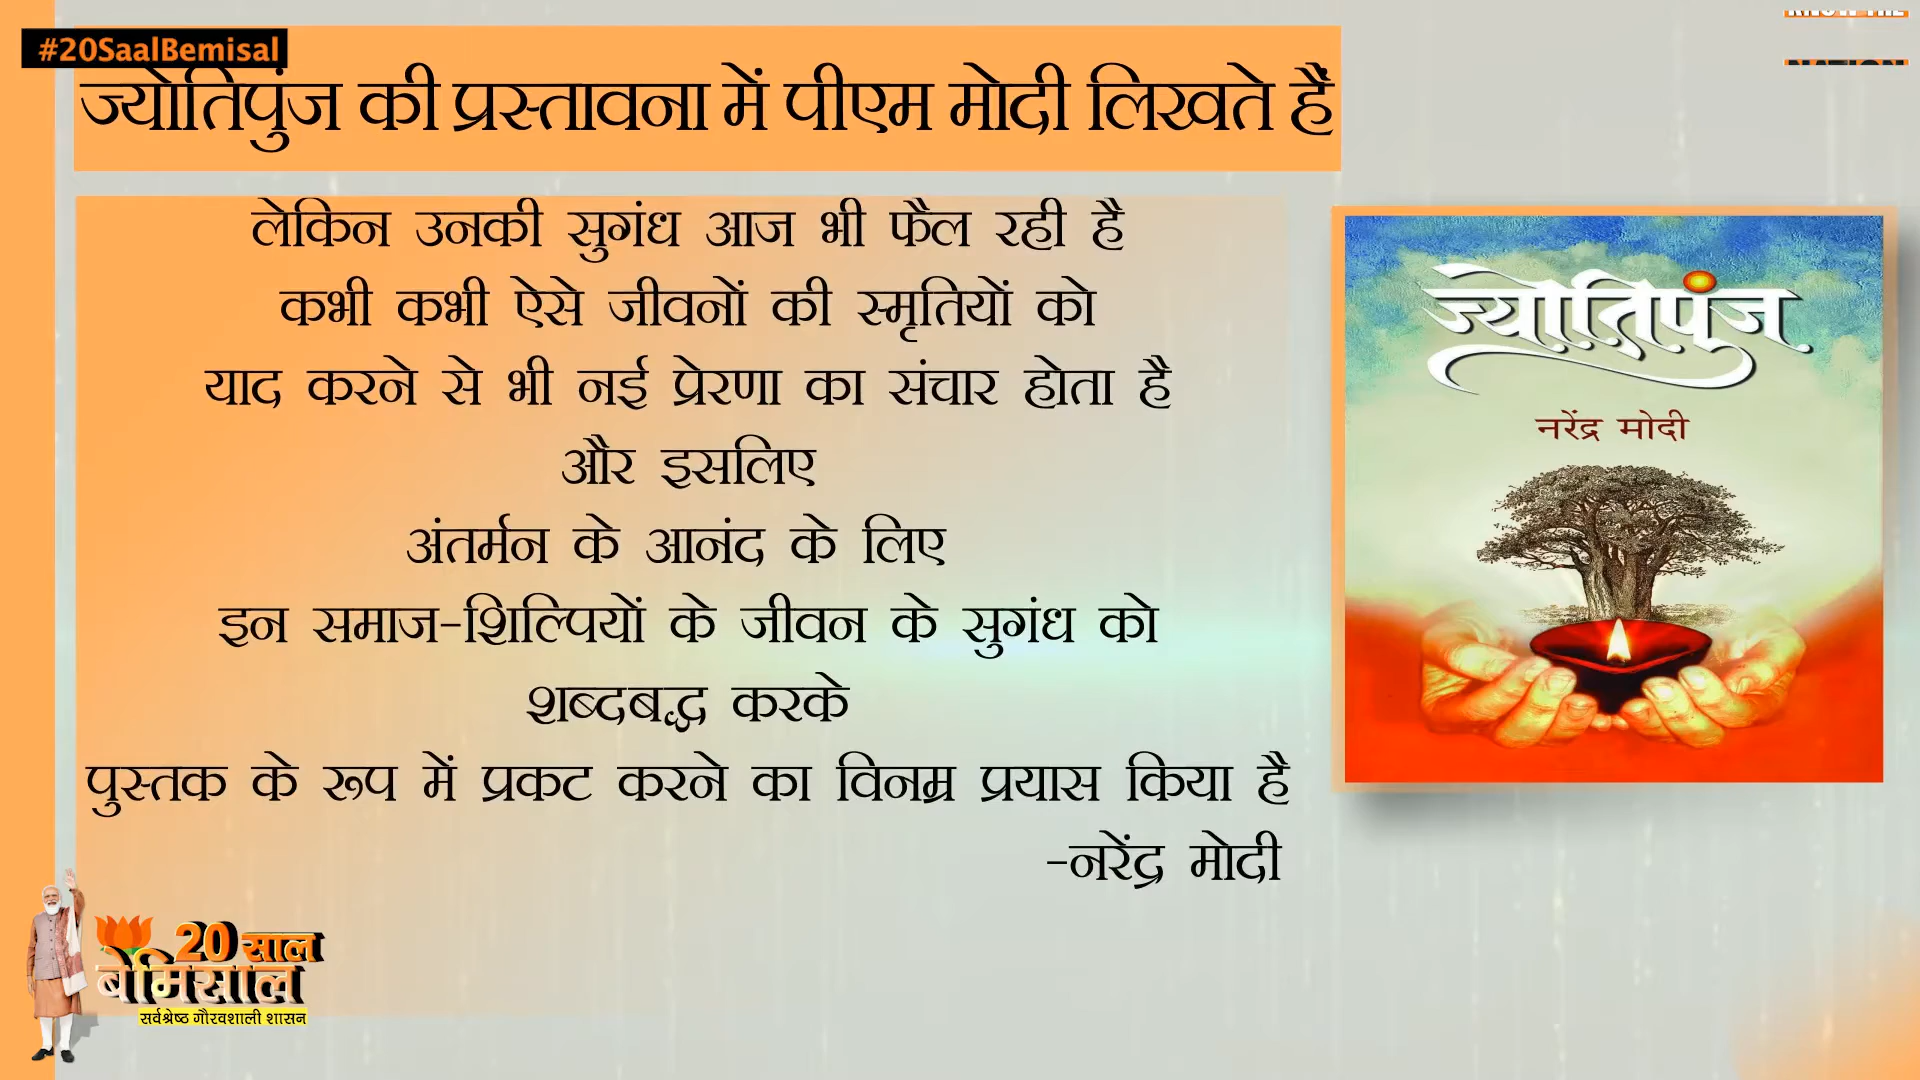 #20SaalBemisal
ज्योतिपुंज की प्रस्तावना में पीएम मोदी लिखते हैं
लेकिन उनकी सुगंध आज भी फैल रही है
कभी कभी ऐसे जीवनों की स्मृतियों को
याद करने से भी नई प्रेरणा का संचार होता है
और इसलिए
अंतर्मन के आनंद के लिए
इन समाज-शिल्पियों के जीवन के सुगंध को
शब्दबद्ध करके
पुस्तक के रूप में प्रकट करने का विनम्र प्रयास किया है
-नरेंद्र मोदी
ज्योतिपुंज
नरेंद्र मोदी
20 साल
बेमिसाल
सर्वश्रेष्ठ गौरवशाली शासन